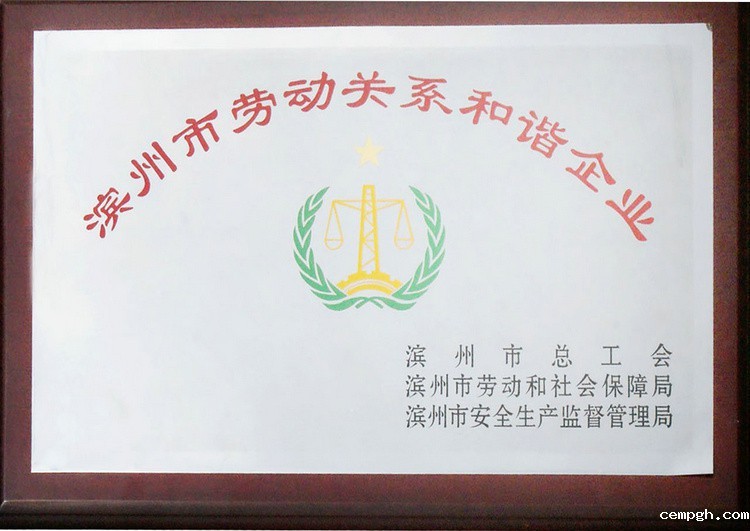 滨州市劳动关系和谐企业
滨州市总工会
滨州市劳动和社会保障局
滨州市安全生产监督管理局
cempgh.com